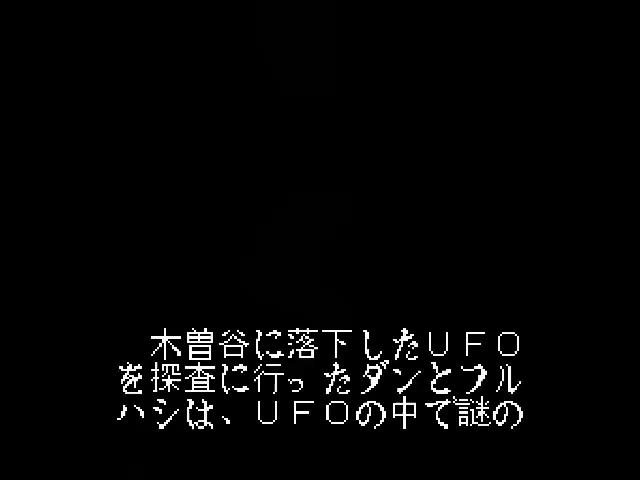 木曽谷に落下したＵＦＯ
を探査に行ったダンとフル
ハシは、ＵＦＯの中で謎の